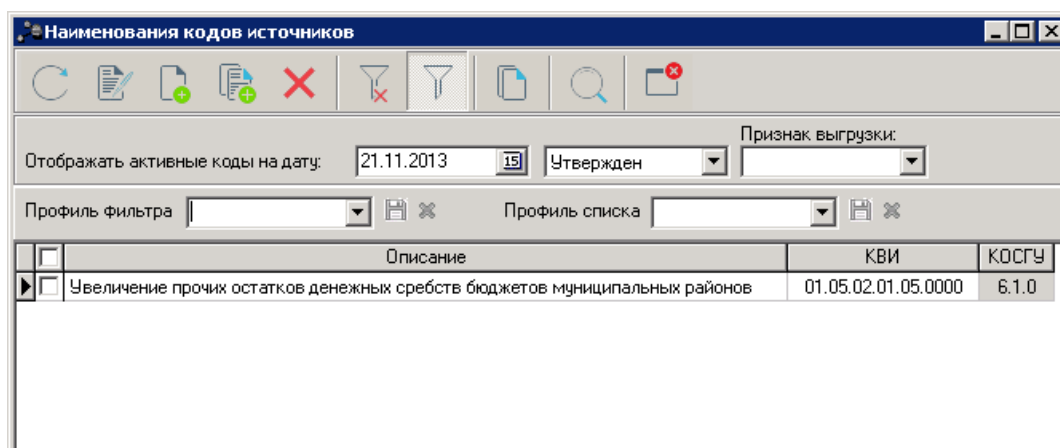 Наименования кодов источников
Признак выгрузки:
Отображать активные коды на дату: 21.11.2013 15 Утвержден
Профиль фильтра Профиль списка
Описание КВИ КОСГУ
Увеличение прочих остатков денежных сребств бюджетов муниципальных районов 01.05.02.01.05.0000 6.1.0